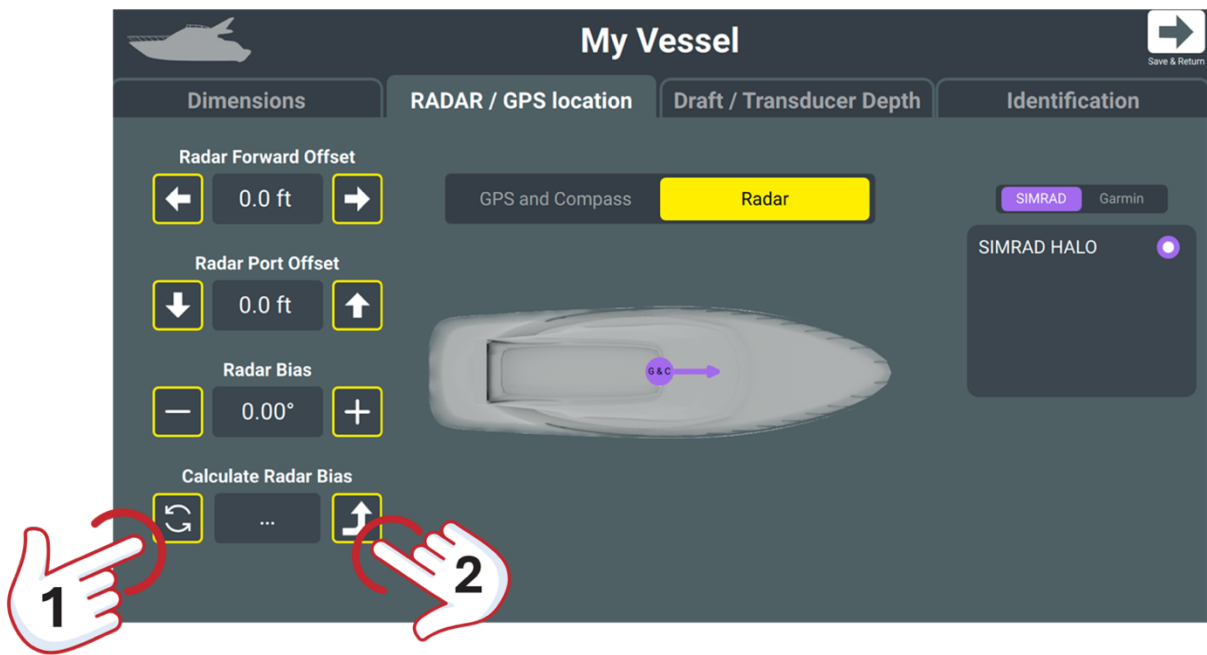 My Vessel
Save & Return
Dimensions
RADAR / GPS location
Draft / Transducer Depth
Identification
Radar Forward Offset
0.0 ft
GPS and Compass
Radar
SIMRAD
Garmin
SIMRAD HALO
Radar Port Offset
0.0 ft
G & C
Radar Bias
0.00°
Calculate Radar Bias
...
1
2